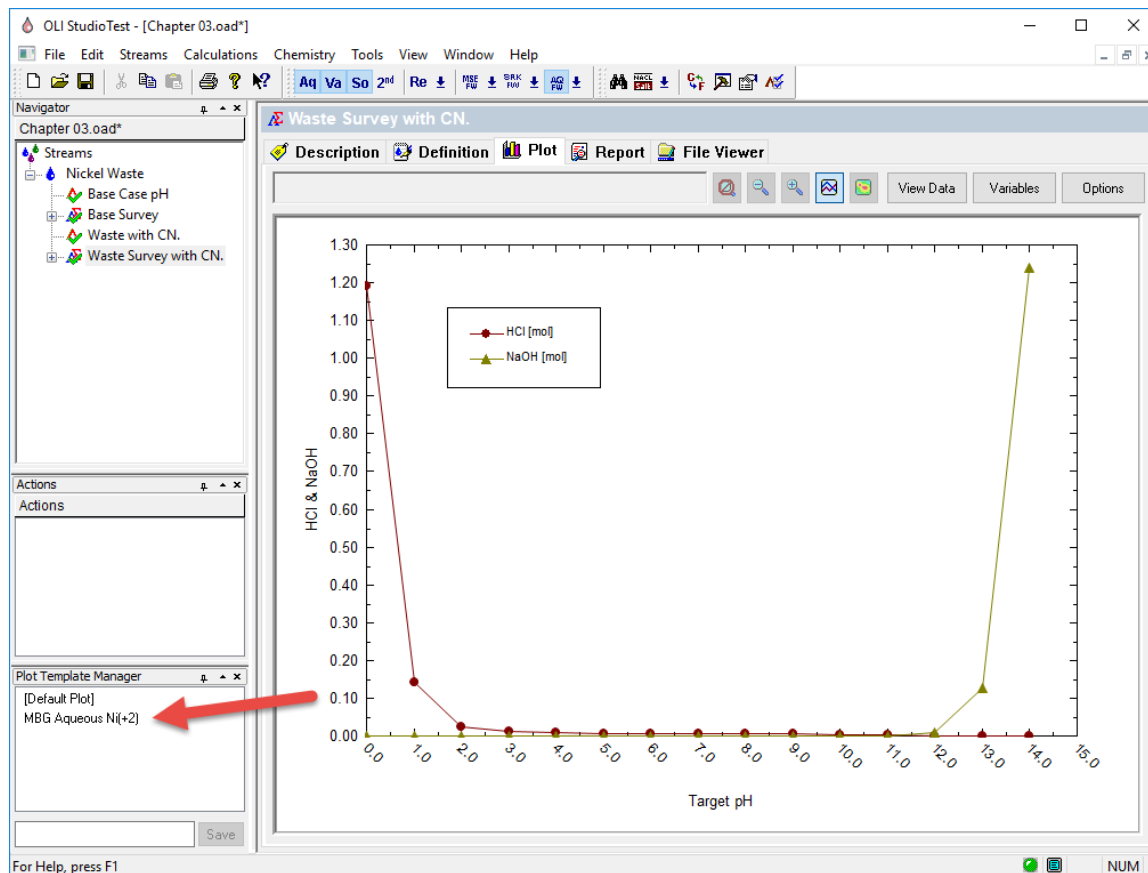 OLI StudioTest - [Chapter 03.oad*]
File Edit Streams Calculations Chemistry Tools View Window Help
Aq Va So 2nd Re MSE FW SRK FW AQ FW
Navigator
Chapter 03.oad*
Streams
Nickel Waste
Base Case pH
Base Survey
Waste with CN.
Waste Survey with CN.
Actions
Actions
Plot Template Manager
[Default Plot]
MBG Aqueous Ni(+2)
Save
Waste Survey with CN.
Description Definition Plot Report File Viewer
View Data Variables Options
1.30
1.20
1.10
1.00
0.90
0.80
0.70
0.60
0.50
0.40
0.30
0.20
0.10
0.00
HCl & NaOH
HCl [mol]
NaOH [mol]
0.0 1.0 2.0 3.0 4.0 5.0 6.0 7.0 8.0 9.0 10.0 11.0 12.0 13.0 14.0 15.0
Target pH
For Help, press F1
NUM